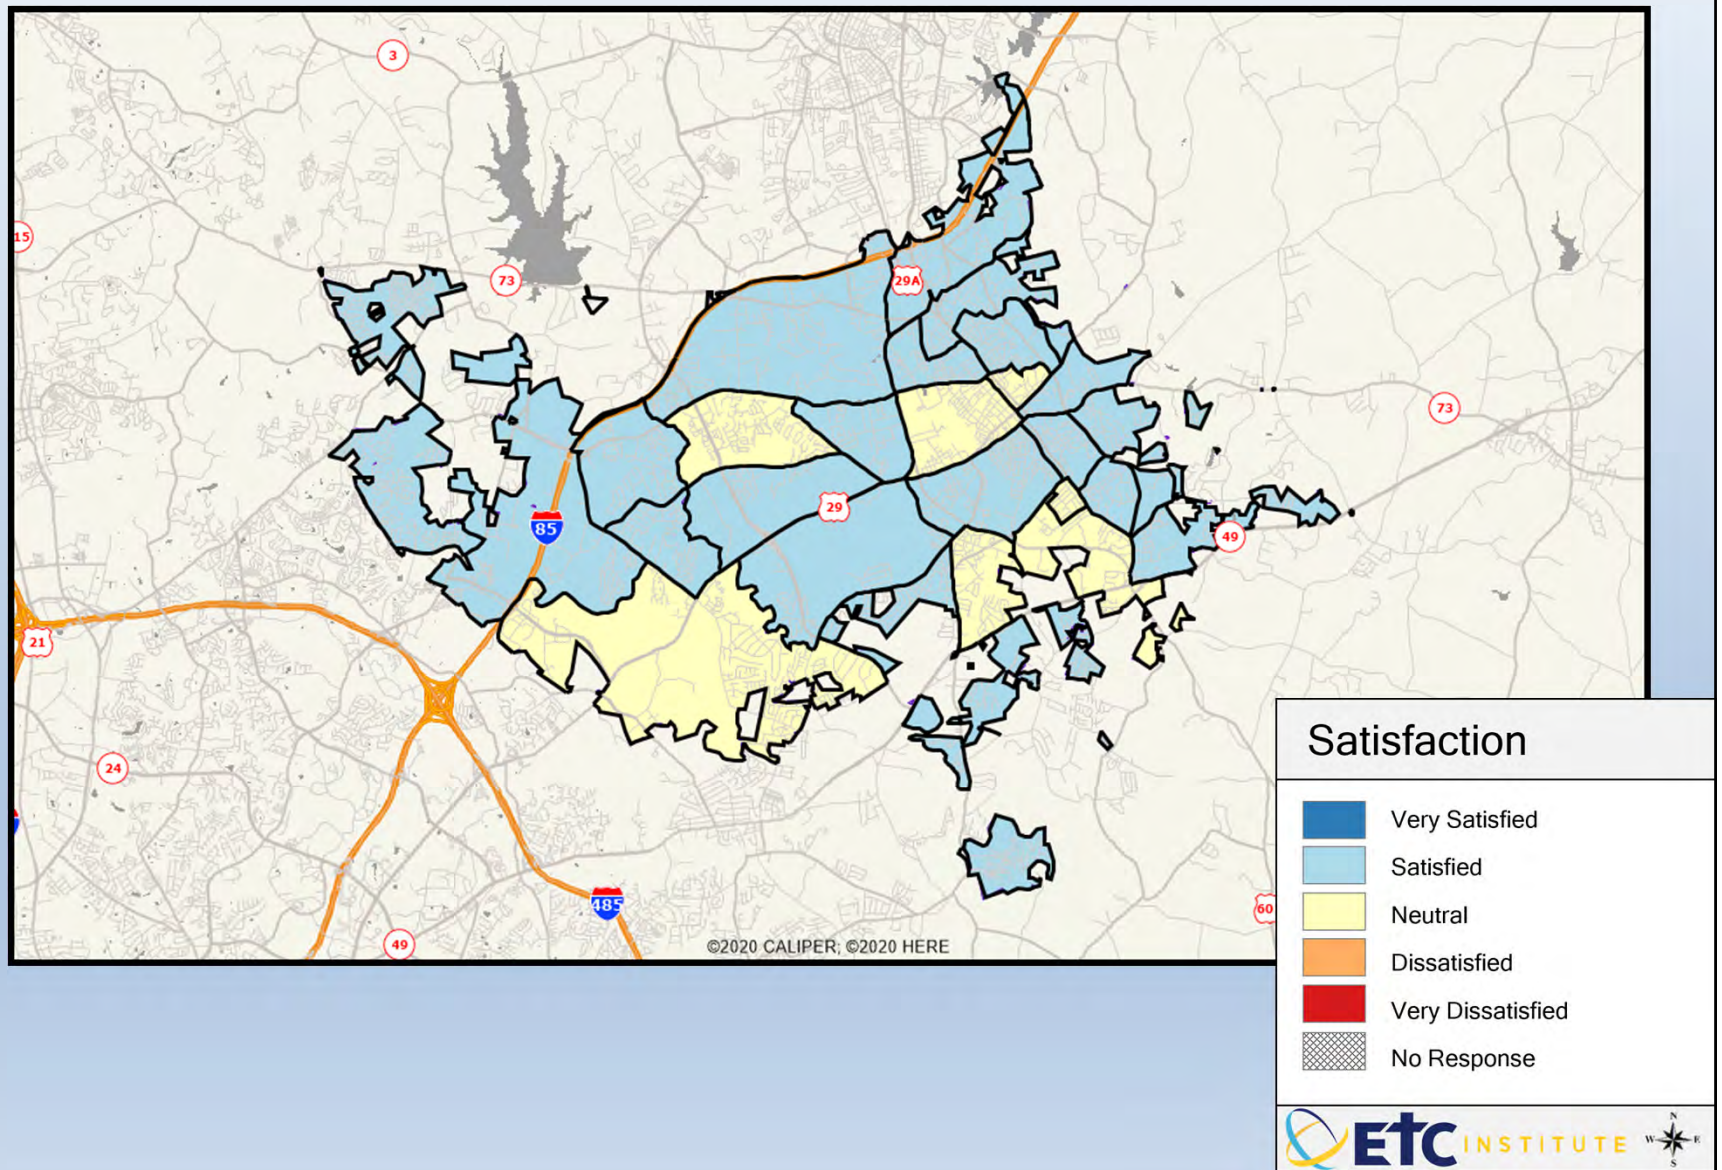 3
15
73
29A
73
29
85
49
21
24
485
60
49
©2020 CALIPER; ©2020 HERE
Satisfaction
Very Satisfied
Satisfied
Neutral
Dissatisfied
Very Dissatisfied
No Response
ETC INSTITUTE
N
W E
S